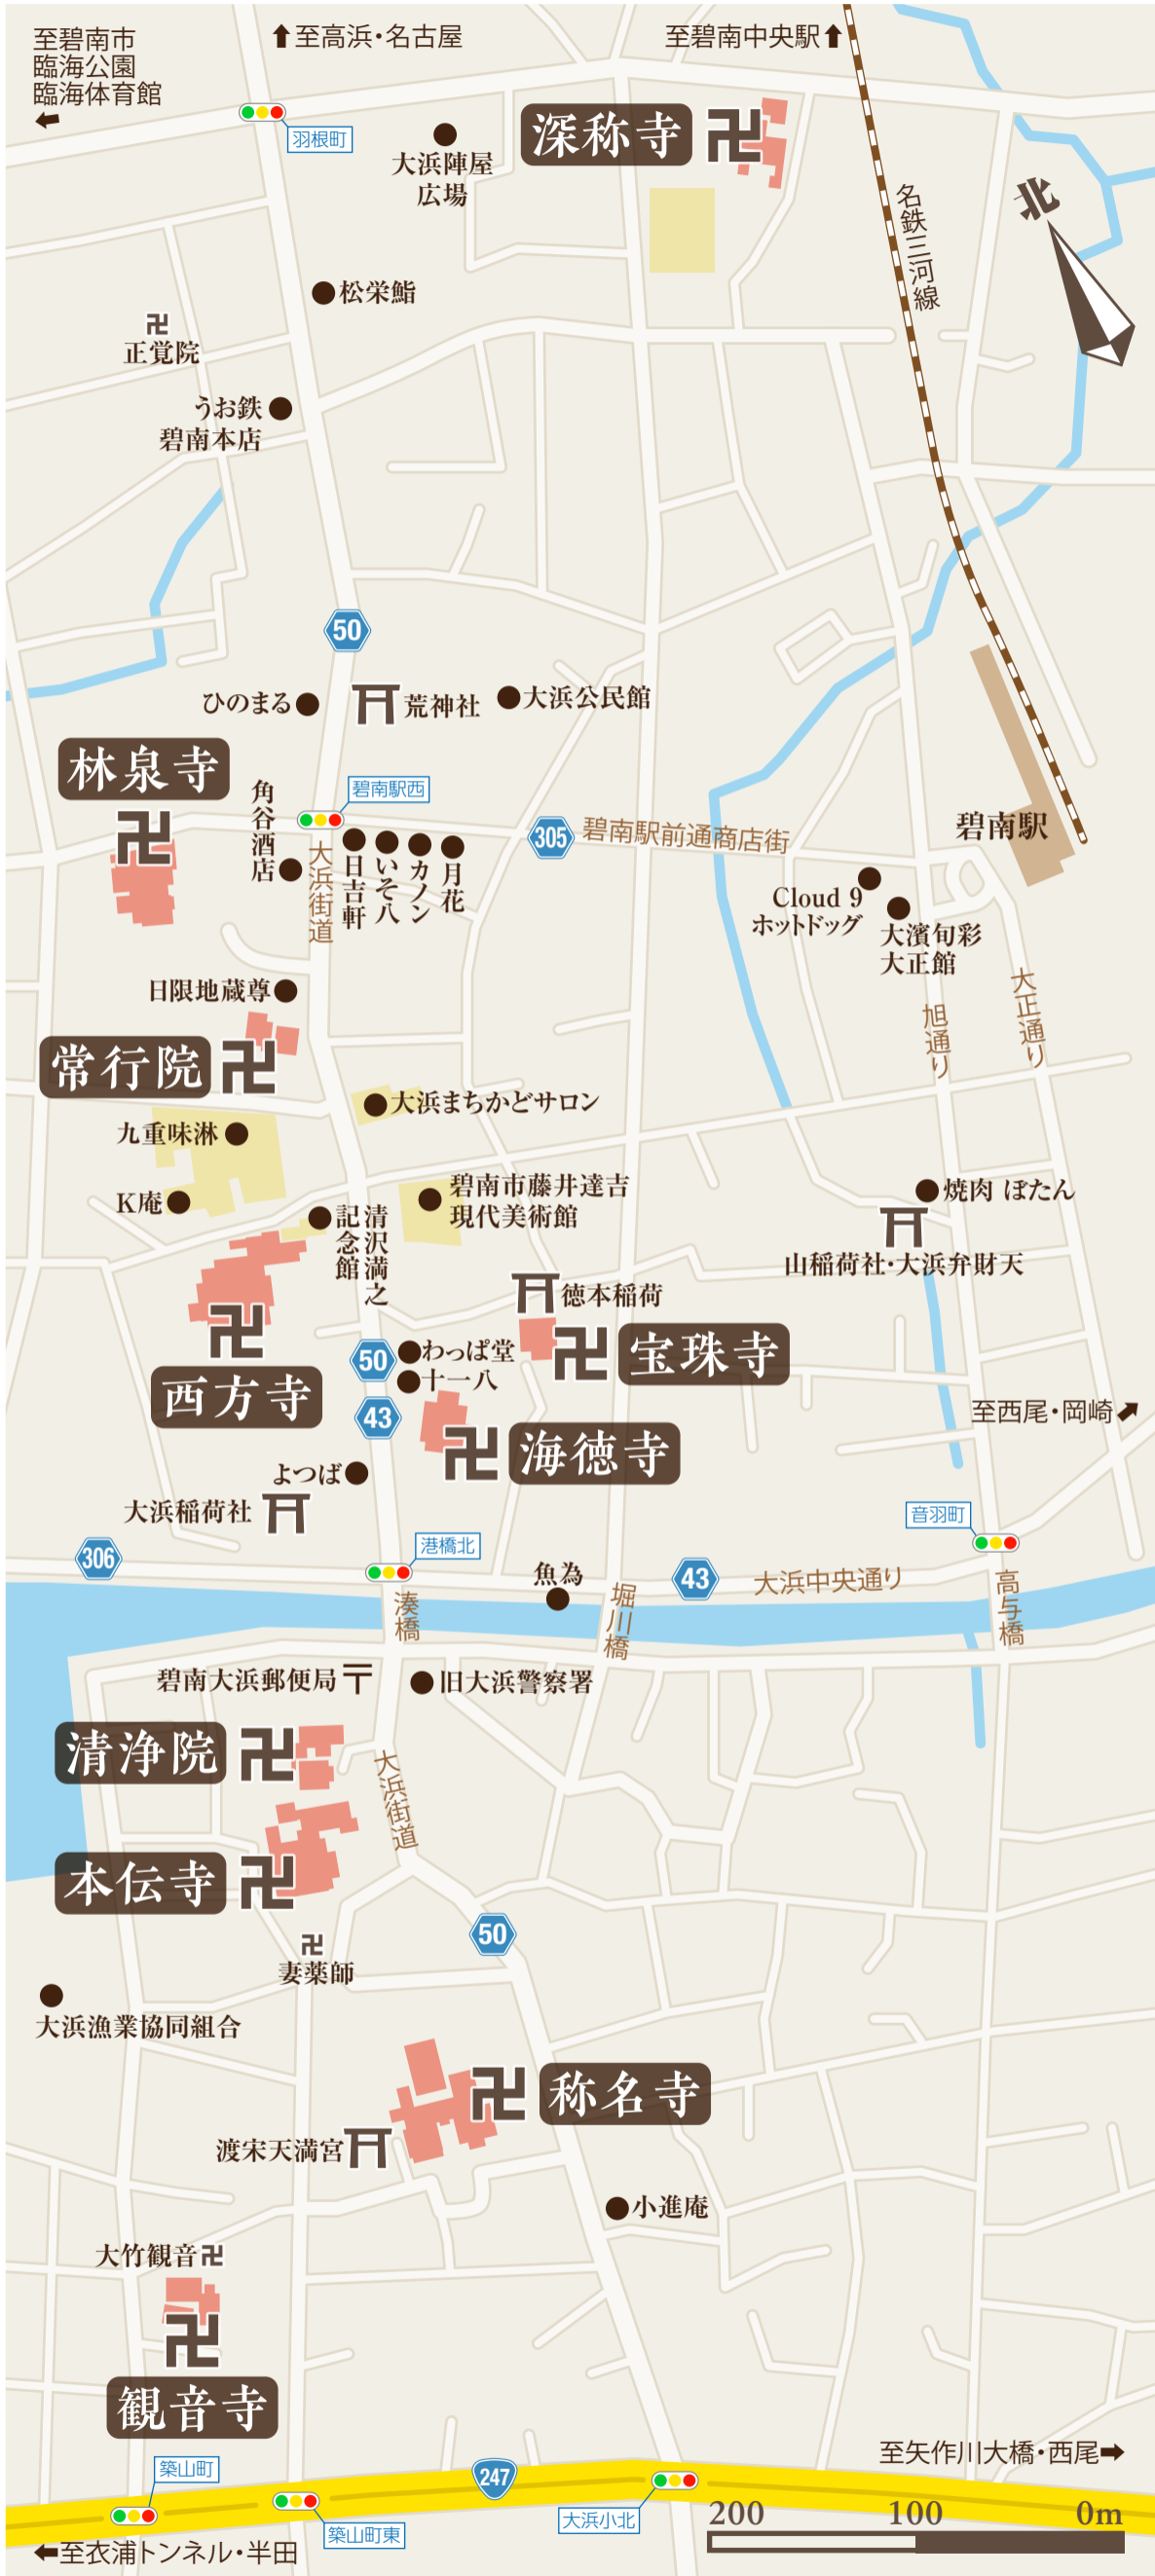 至碧南市
臨海公園
臨海体育館
至高浜・名古屋
至碧南中央駅
羽根町
大浜陣屋
広場
深称寺
北
名鉄三河線
松栄鮨
正覚院
うお鉄
碧南本店
50
ひのまる
荒神社
大浜公民館
林泉寺
角谷酒店
碧南駅西
大浜街道
日吉軒
いそ八
カノン
月花
305
碧南駅前通商店街
碧南駅
Cloud 9
ホットドッグ
大濱旬彩
大正館
旭通り
大正通り
日限地蔵尊
常行院
大浜まちかどサロン
九重味淋
K庵
碧南市藤井達吉
現代美術館
清沢満之
記念館
焼肉 ぼたん
山稲荷社・大浜弁財天
徳本稲荷
宝珠寺
50
わっぱ堂
十一八
西方寺
43
海徳寺
至西尾・岡崎
よつば
大浜稲荷社
音羽町
306
港橋北
魚為
43
大浜中央通り
湊橋
堀川橋
高与橋
碧南大浜郵便局
旧大浜警察署
清浄院
大浜街道
本伝寺
50
妻薬師
大浜漁業協同組合
称名寺
渡宋天満宮
小進庵
大竹観音
観音寺
至矢作川大橋・西尾
築山町
247
築山町東
大浜小北
200 100 0m
至衣浦トンネル・半田